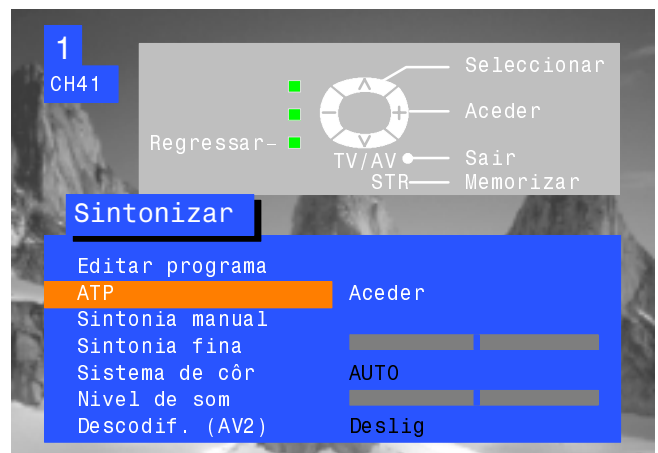 1
CH41
Seleccionar
Aceder
Regressar
TV/AV Sair
STR Memorizar
Sintonizar
Editar programa
ATP Aceder
Sintonia manual
Sintonia fina
Sistema de côr AUTO
Nivel de som
Descodif. (AV2) Deslig